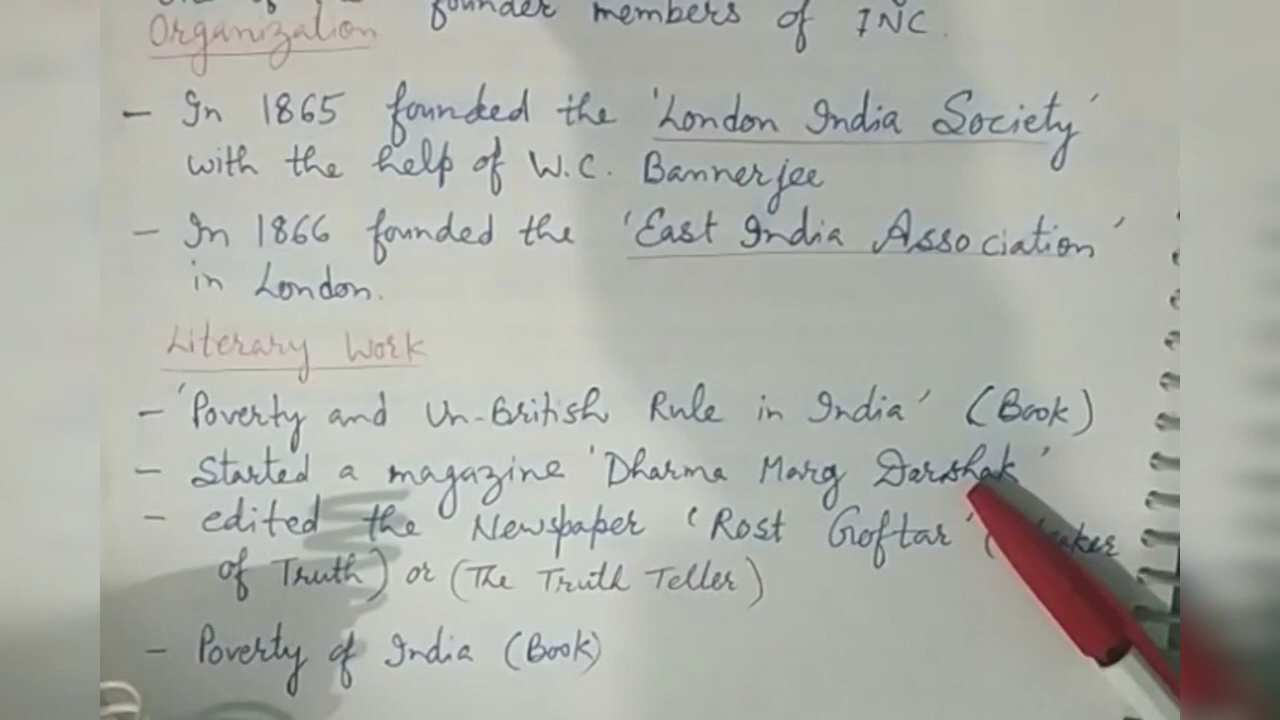 founder members of INC.
Organization
- In 1865 founded the 'London India Society'
with the help of W.C. Bannerjee
- In 1866 founded the 'East India Association'
in London.
Literary Work
- 'Poverty and Un-British Rule in India' (Book)
- Started a magazine 'Dharma Marg Darshak'
- edited the Newspaper 'Rost Goftar' (
of Truth) or (The Truth Teller)
- Poverty of India (Book)